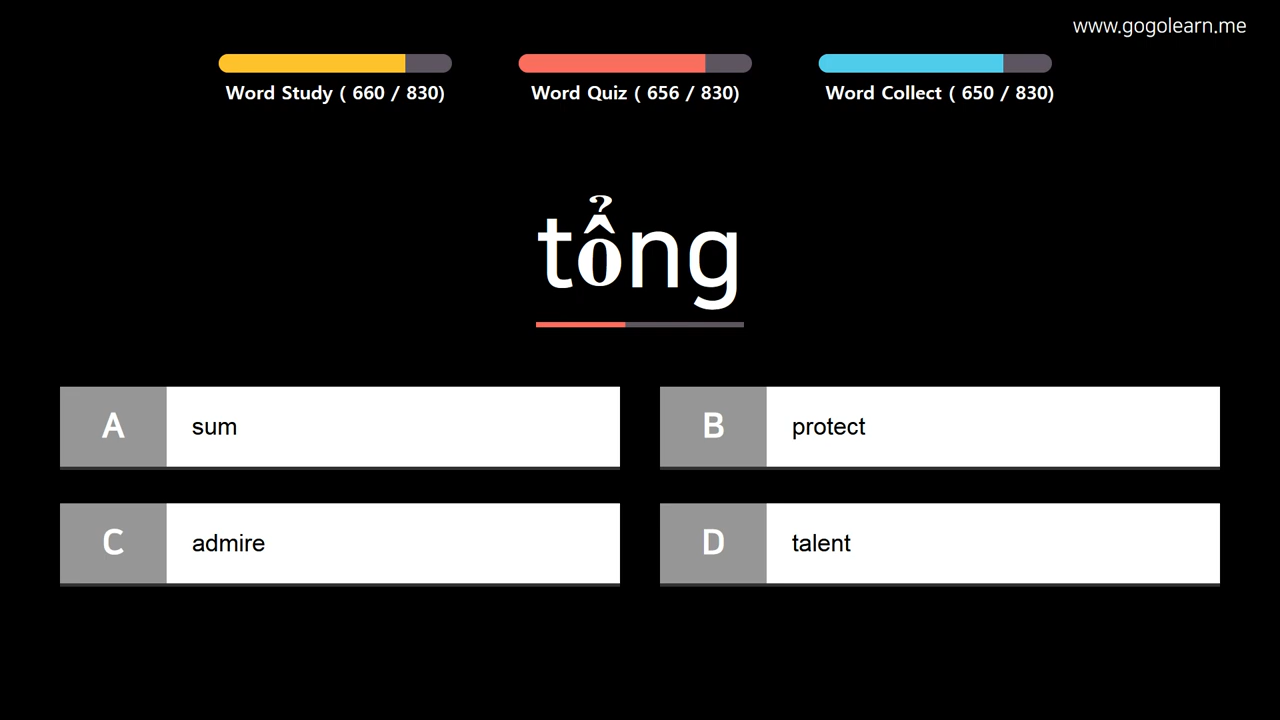 www.gogolearn.me
Word Study ( 660 / 830)
Word Quiz ( 656 / 830)
Word Collect ( 650 / 830)
tổng
A sum
B protect
C admire
D talent